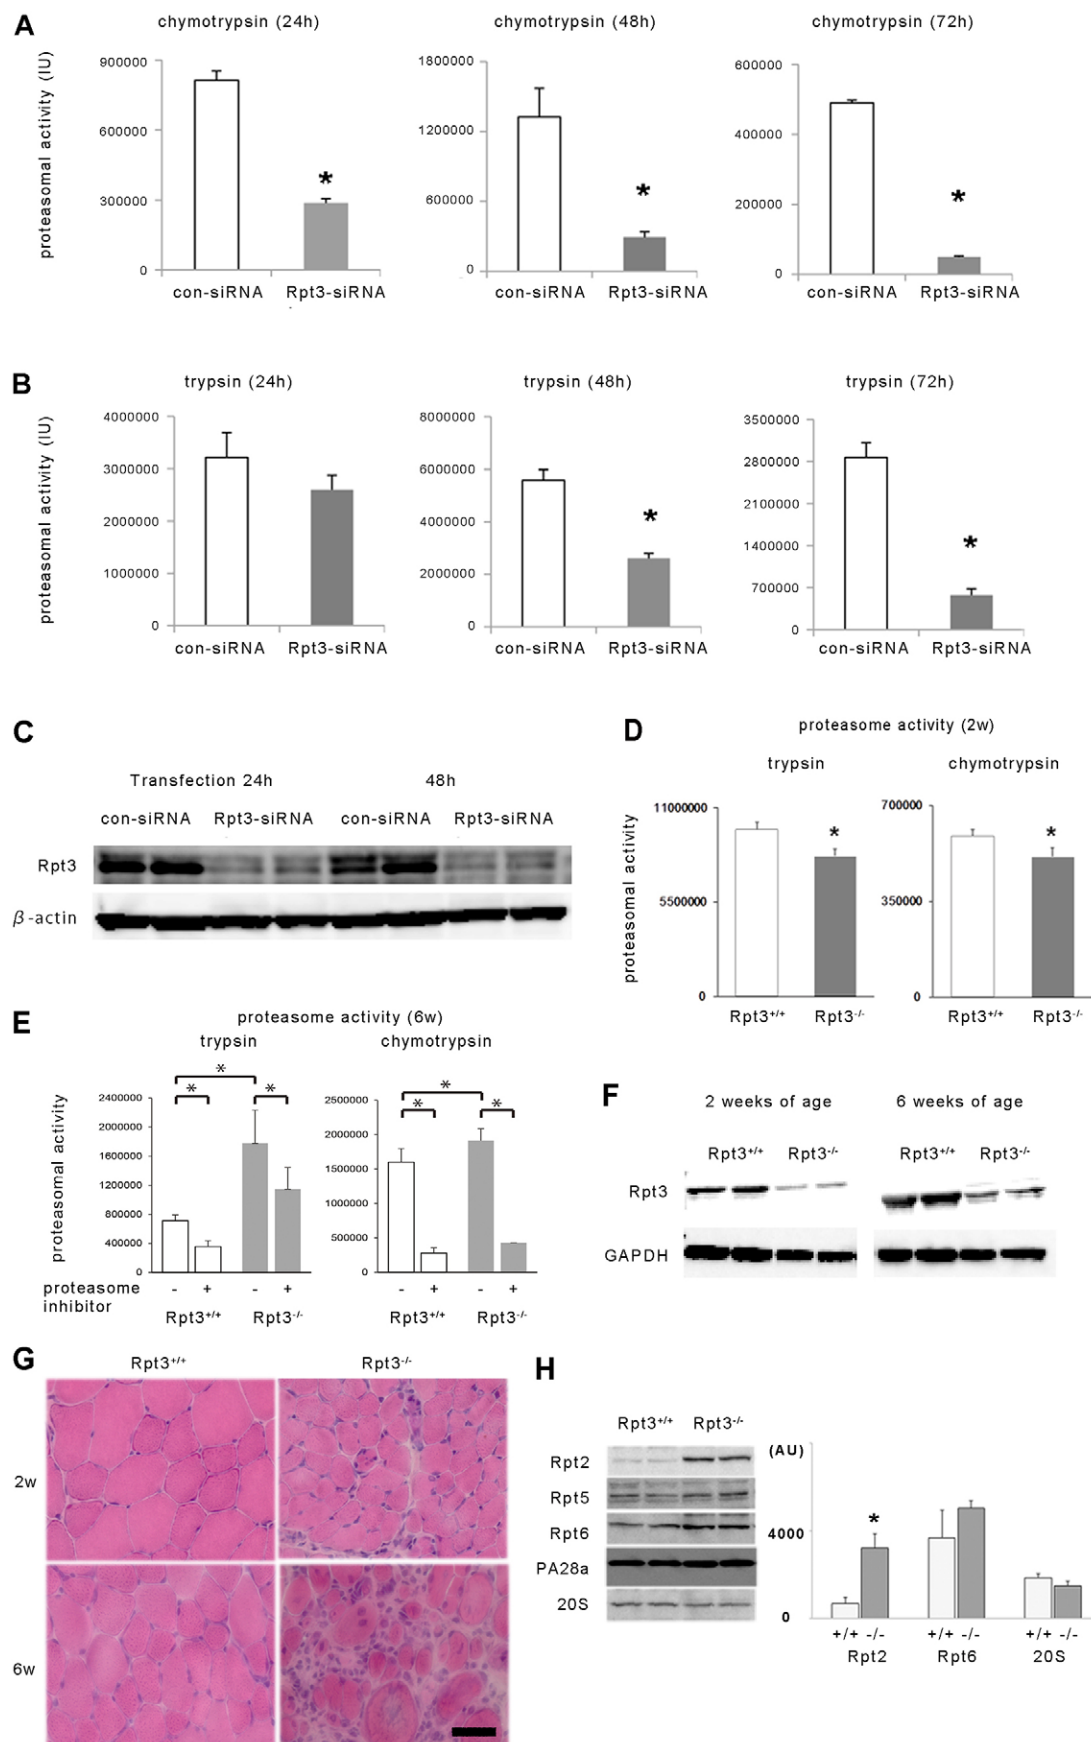 A
chymotrypsin (24h)
chymotrypsin (48h)
chymotrypsin (72h)
proteasomal activity (IU)
900000
600000
300000
0
con-siRNA
Rpt3-siRNA
*
1800000
1200000
600000
0
con-siRNA
Rpt3-siRNA
*
600000
400000
200000
0
con-siRNA
Rpt3-siRNA
*
B
trypsin (24h)
trypsin (48h)
trypsin (72h)
proteasomal activity (IU)
4000000
3000000
2000000
1000000
0
con-siRNA
Rpt3-siRNA
8000000
6000000
4000000
2000000
0
con-siRNA
Rpt3-siRNA
*
3500000
2800000
2100000
1400000
700000
0
con-siRNA
Rpt3-siRNA
*
C
Transfection 24h
48h
con-siRNA Rpt3-siRNA con-siRNA Rpt3-siRNA
Rpt3
β-actin
D
proteasome activity (2w)
trypsin
chymotrypsin
proteasomal activity
11000000
5500000
0
Rpt3+/+ Rpt3-/-
*
700000
350000
0
Rpt3+/+ Rpt3-/-
*
E
proteasome activity (6w)
trypsin
chymotrypsin
proteasomal activity
2400000
2000000
1600000
1200000
800000
400000
0
* * *
2500000
2000000
1500000
1000000
500000
0
* * *
proteasome inhibitor
- + - +
- + - +
Rpt3+/+ Rpt3-/-
Rpt3+/+ Rpt3-/-
F
2 weeks of age
6 weeks of age
Rpt3+/+ Rpt3-/-
Rpt3+/+ Rpt3-/-
Rpt3
GAPDH
G
Rpt3+/+
Rpt3-/-
2w
6w
H
Rpt3+/+ Rpt3-/-
Rpt2
Rpt5
Rpt6
PA28a
20S
(AU)
4000
0
*
+/+ -/- +/+ -/- +/+ -/-
Rpt2 Rpt6 20S